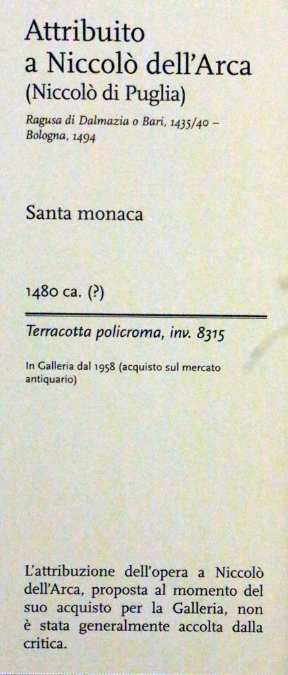 Attribuito
a Niccolò dell'Arca
(Niccolò di Puglia)
Ragusa di Dalmazia o Bari, 1435/40 –
Bologna, 1494
Santa monaca
1480 ca. (?)
Terracotta policroma, inv. 8315
In Galleria dal 1958 (acquisto sul mercato
antiquario)
L'attribuzione dell'opera a Niccolò
dell'Arca, proposta al momento del
suo acquisto per la Galleria, non
è stata generalmente accolta dalla
critica.